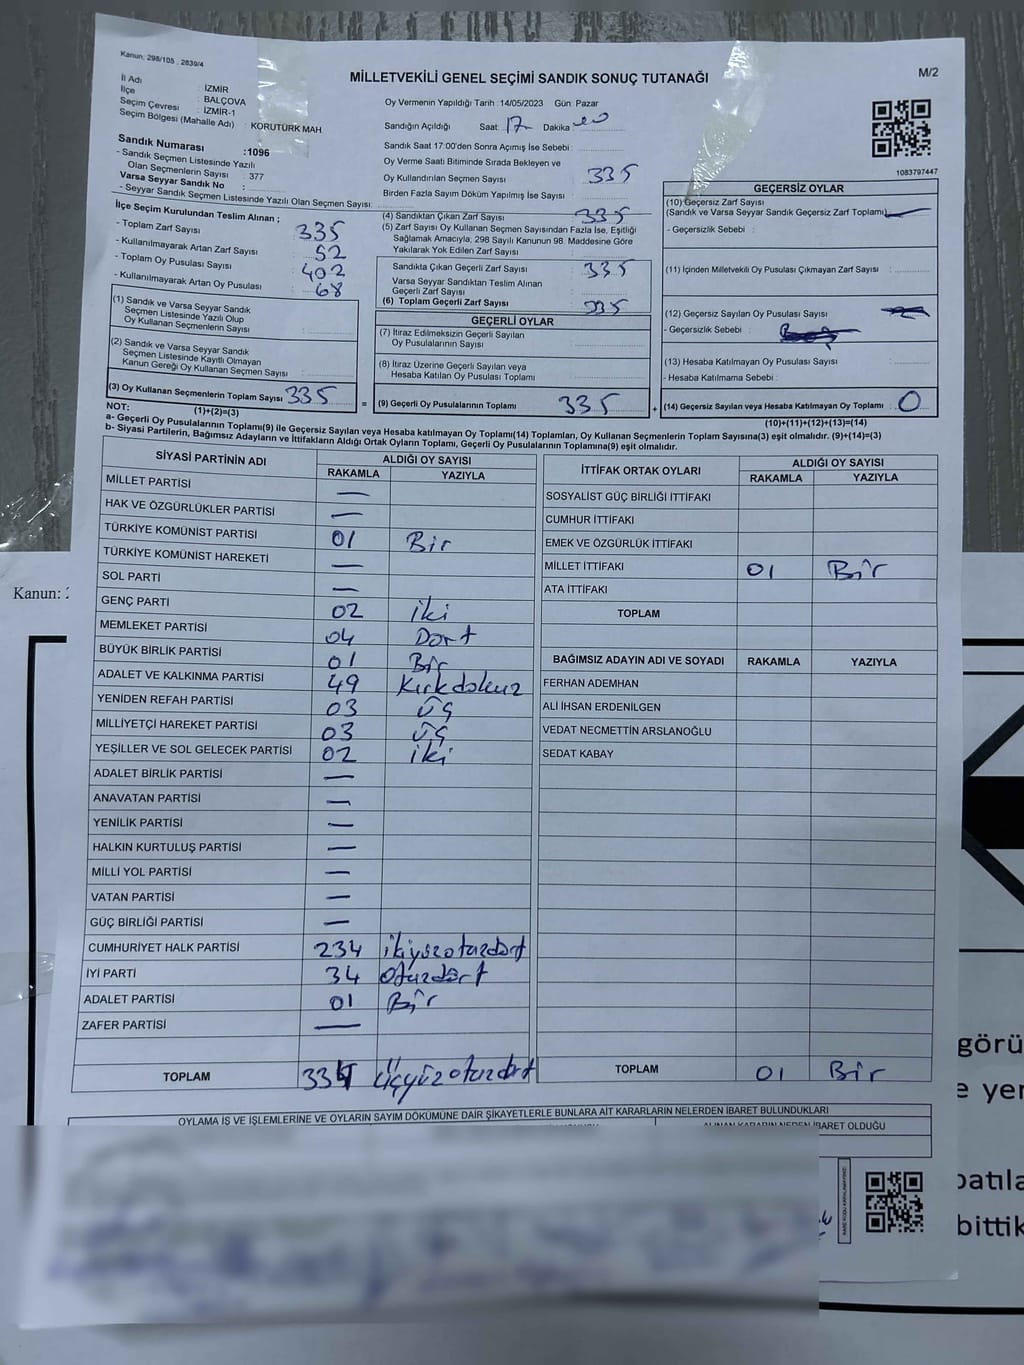 Kanun; 298/105 , 2839/4
MİLLETVEKİLİ GENEL SEÇİMİ SANDIK SONUÇ TUTANAĞI
M/2
İl Adı : İZMİR
İlçe : BALÇOVA
Seçim Çevresi : İZMİR-1
Seçim Bölgesi (Mahalle Adı) : KORUTÜRK MAH
Sandık Numarası :1096
- Sandık Seçmen Listesinde Yazılı
Olan Seçmenlerin Sayısı : 377
Varsa Seyyar Sandık No :
- Seyyar Sandık Seçmen Listesinde Yazılı Olan Seçmen Sayısı:
Oy Vermenin Yapıldığı Tarih : 14/05/2023 Gün: Pazar
Sandığın Açıldığı Saat 17 Dakika
Sandık Saat 17:00'den Sonra Açımış İse Sebebi :
Oy Verme Saati Bitiminde Sırada Bekleyen ve
Oy Kullandırılan Seçmen Sayısı : 335
Birden Fazla Sayım Döküm Yapılmış İse Sayısı :
1083797447
İlçe Seçim Kurulundan Teslim Alınan ;
- Toplam Zarf Sayısı : 335
- Kullanılmayarak Artan Zarf Sayısı : 52
- Toplam Oy Pusulası Sayısı : 402
- Kullanılmayarak Artan Oy Pusulası : 68
(1) Sandık ve Varsa Seyyar Sandık
Seçmen Listesinde Yazılı Olup
Oy Kullanan Seçmenlerin Sayısı :
(2) Sandık ve Varsa Seyyar Sandık
Seçmen Listesinde Kayıtlı Olmayan
Kanun Gereği Oy Kullanan Seçmen Sayısı :
(3) Oy Kullanan Seçmenlerin Toplam Sayısı : 335
(1)+(2)=(3)
(4) Sandıktan Çıkan Zarf Sayısı : 335
(5) Zarf Sayısı Oy Kullanan Seçmen Sayısından Fazla İse, Eşitliği
Sağlamak Amacıyla, 298 Sayılı Kanunun 98. Maddesine Göre
Yakılarak Yok Edilen Zarf Sayısı :
Sandıkta Çıkan Geçerli Zarf Sayısı : 335
Varsa Seyyar Sandıktan Teslim Alınan
Geçerli Zarf Sayısı :
(6) Toplam Geçerli Zarf Sayısı : 335
GEÇERLİ OYLAR
(7) İtiraz Edilmeksizin Geçerli Sayılan
Oy Pusulalarının Sayısı :
(8) İtiraz Üzerine Geçerli Sayılan veya
Hesaba Katılan Oy Pusulası Toplamı :
= (9) Geçerli Oy Pusulalarının Toplamı : 335 +
GEÇERSİZ OYLAR
(10) Geçersiz Zarf Sayısı
(Sandık ve Varsa Seyyar Sandık Geçersiz Zarf Toplamı) :
- Geçersizlik Sebebi :
(11) İçinden Milletvekili Oy Pusulası Çıkmayan Zarf Sayısı :
(12) Geçersiz Sayılan Oy Pusulası Sayısı :
- Geçersizlik Sebebi :
(13) Hesaba Katılmayan Oy Pusulası Sayısı :
- Hesaba Katılmama Sebebi :
(14) Geçersiz Sayılan veya Hesaba Katılmayan Oy Toplamı : 0
(10)+(11)+(12)+(13)=(14)
NOT:
a- Geçerli Oy Pusulalarının Toplamı(9) ile Geçersiz Sayılan veya Hesaba katılmayan Oy Toplamı(14) Toplamları, Oy Kullanan Seçmenlerin Toplam Sayısına(3) eşit olmalıdır. (9)+(14)=(3)
b- Siyasi Partilerin, Bağımsız Adayların ve İttifakların Aldığı Ortak Oyların Toplamı, Geçerli Oy Pusulalarının Toplamına(9) eşit olmalıdır.
SİYASİ PARTİNİN ADI ALDIĞI OY SAYISI
RAKAMLA YAZIYLA
MİLLET PARTİSİ —
HAK VE ÖZGÜRLÜKLER PARTİSİ —
TÜRKİYE KOMÜNİST PARTİSİ 01 Bir
TÜRKİYE KOMÜNİST HAREKETİ —
SOL PARTİ —
GENÇ PARTİ 02 iki
MEMLEKET PARTİSİ 04 Dört
BÜYÜK BİRLİK PARTİSİ 01 Bir
ADALET VE KALKINMA PARTİSİ 49 Kırkdokuz
YENİDEN REFAH PARTİSİ 03 Üç
MİLLİYETÇİ HAREKET PARTİSİ 03 Üç
YEŞİLLER VE SOL GELECEK PARTİSİ 02 iki
ADALET BİRLİK PARTİSİ —
ANAVATAN PARTİSİ —
YENİLİK PARTİSİ —
HALKIN KURTULUŞ PARTİSİ —
MİLLİ YOL PARTİSİ —
VATAN PARTİSİ —
GÜÇ BİRLİĞİ PARTİSİ —
CUMHURİYET HALK PARTİSİ 234 ikiyüzotuzdört
İYİ PARTİ 34 otuzdört
ADALET PARTİSİ 01 Bir
ZAFER PARTİSİ —
TOPLAM 334 üçyüzotuzdört
İTTİFAK ORTAK OYLARI ALDIĞI OY SAYISI
RAKAMLA YAZIYLA
SOSYALİST GÜÇ BİRLİĞİ İTTİFAKI
CUMHUR İTTİFAKI
EMEK VE ÖZGÜRLÜK İTTİFAKI
MİLLET İTTİFAKI 01 Bir
ATA İTTİFAKI
TOPLAM
BAĞIMSIZ ADAYIN ADI VE SOYADI RAKAMLA YAZIYLA
FERHAN ADEMHAN
ALİ İHSAN ERDENİLGEN
VEDAT NECMETTİN ARSLANOĞLU
SEDAT KABAY
TOPLAM 01 Bir
OYLAMA İŞ VE İŞLEMLERİNE VE OYLARIN SAYIM DÖKÜMÜNE DAİR ŞİKAYETLERLE BUNLARA AİT KARARLARIN NELERDEN İBARET BULUNDUKLARI
ALINAN KARARIN NEDEN İBARET OLDUĞU
Kanun: 2
görü
e yer
patıla
bittik